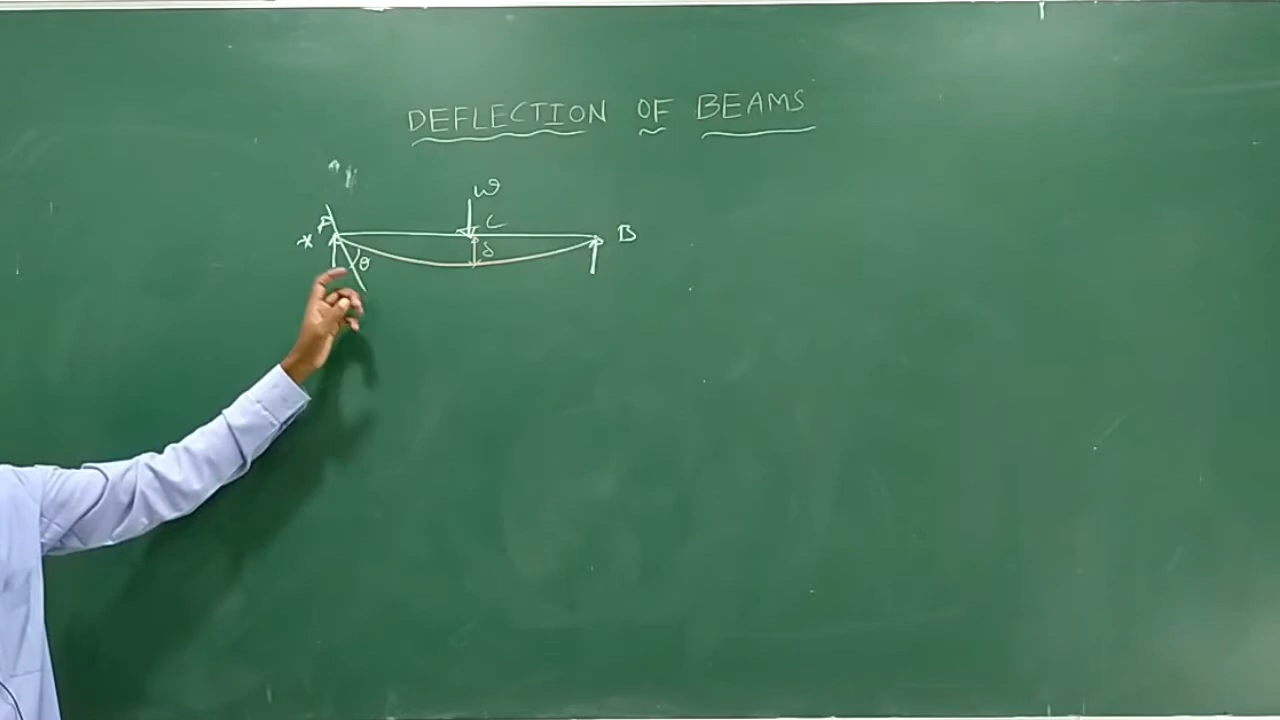 DEFLECTION OF BEAMS
W
A
C
B
δ
θ